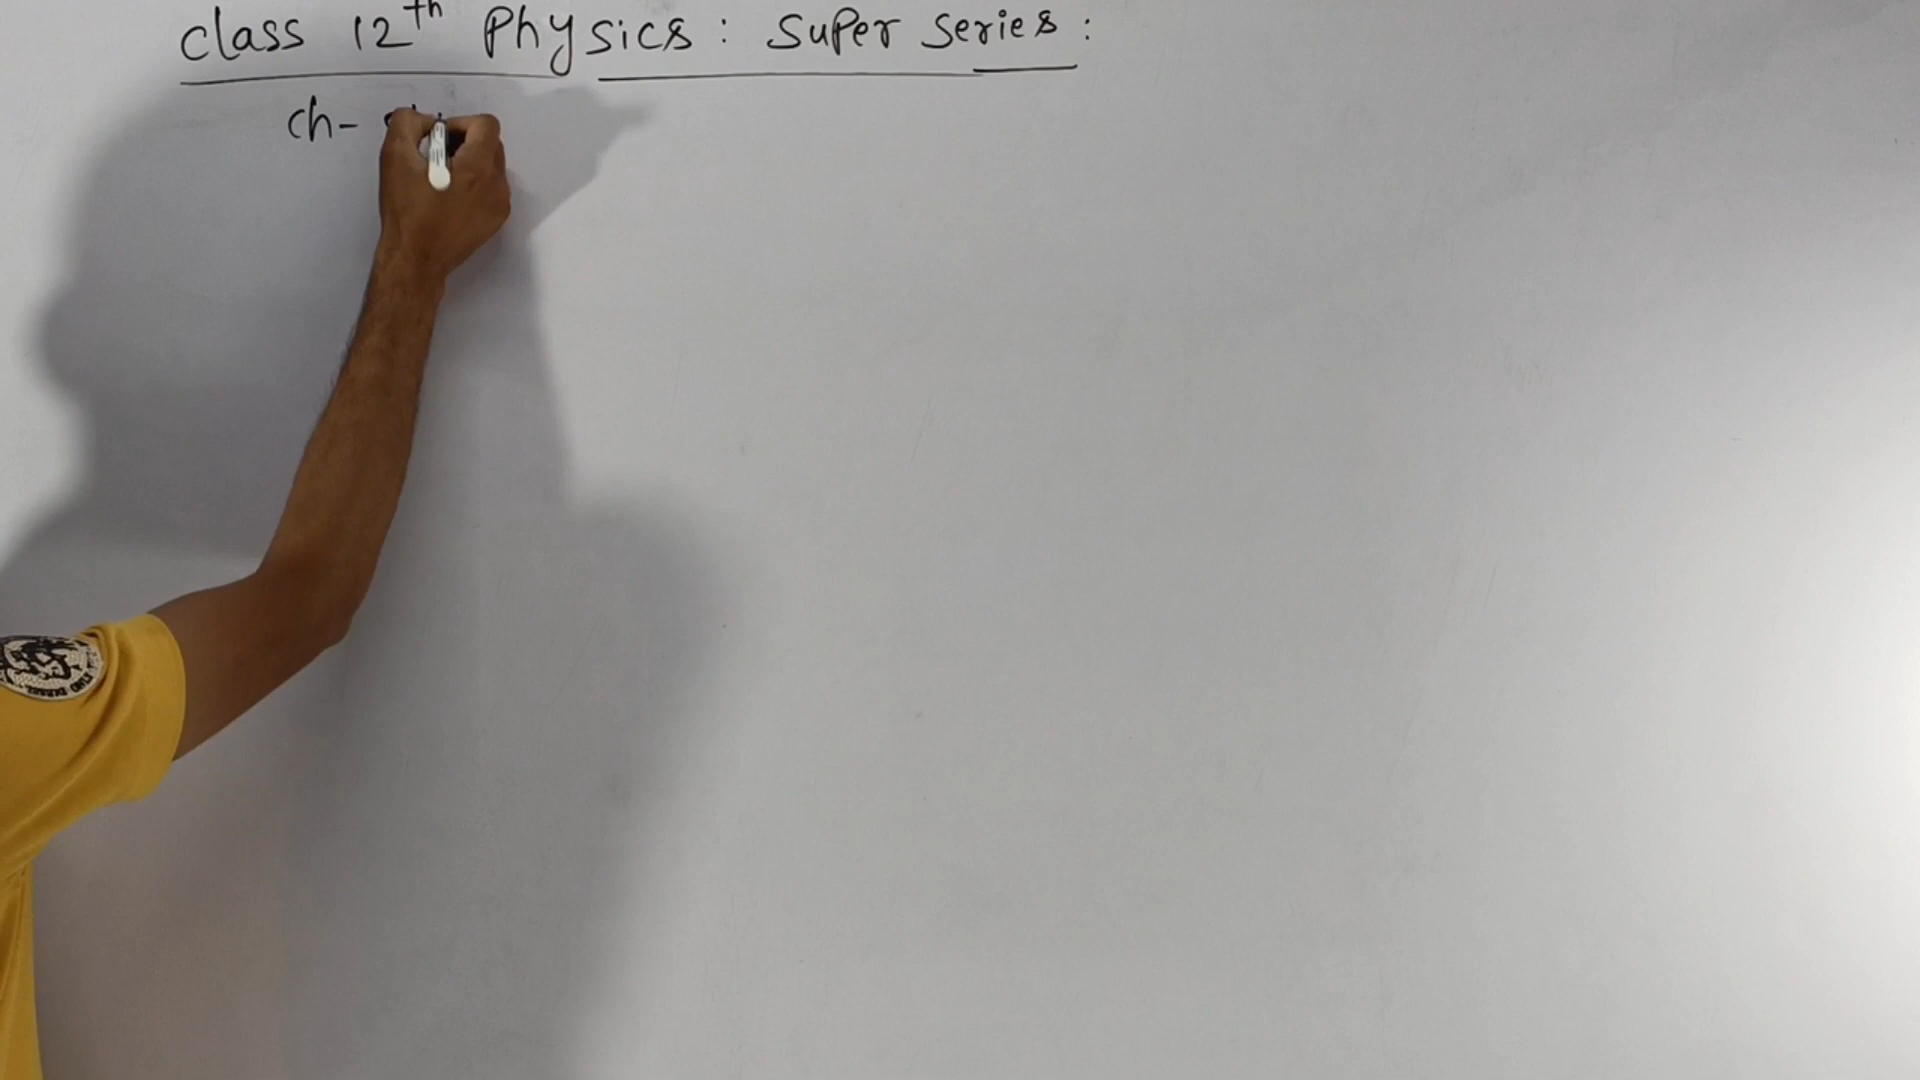 class 12th Physics : Super Series :
ch-